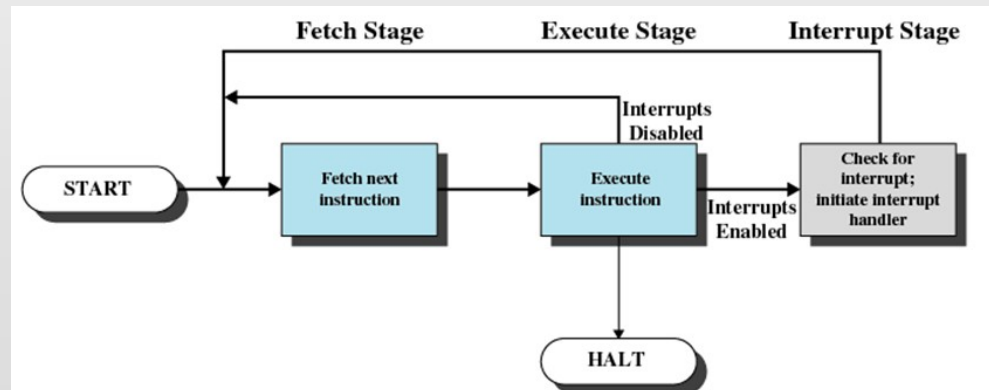 Fetch Stage
Execute Stage
Interrupt Stage
Interrupts
Disabled
START
Fetch next
instruction
Execute
instruction
Interrupts
Enabled
Check for
interrupt;
initiate interrupt
handler
HALT